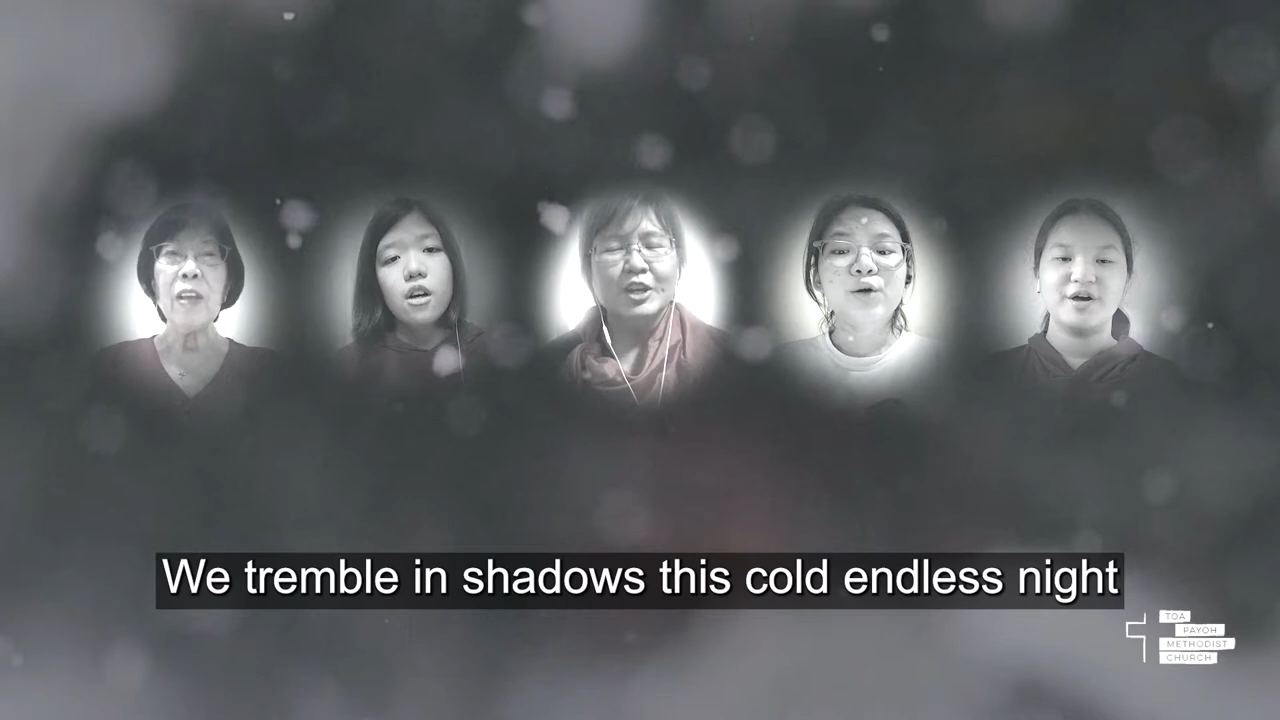 We tremble in shadows this cold endless night
TOA
PAYOH
METHODIST
CHURCH